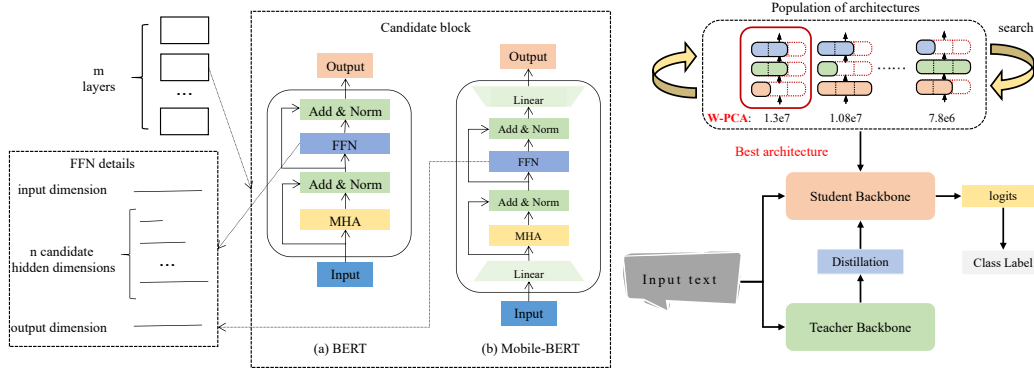 m
layers
...
FFN details
input dimension
n candidate
hidden dimensions
...
output dimension
Candidate block
Output
Add & Norm
FFN
Add & Norm
MHA
Input
(a) BERT
Output
Linear
Add & Norm
FFN
Add & Norm
MHA
Linear
Input
(b) Mobile-BERT
Population of architectures
search
......
W-PCA: 1.3e7 1.08e7 7.8e6
Best architecture
Student Backbone
logits
Distillation
Class Label
Input text
Teacher Backbone